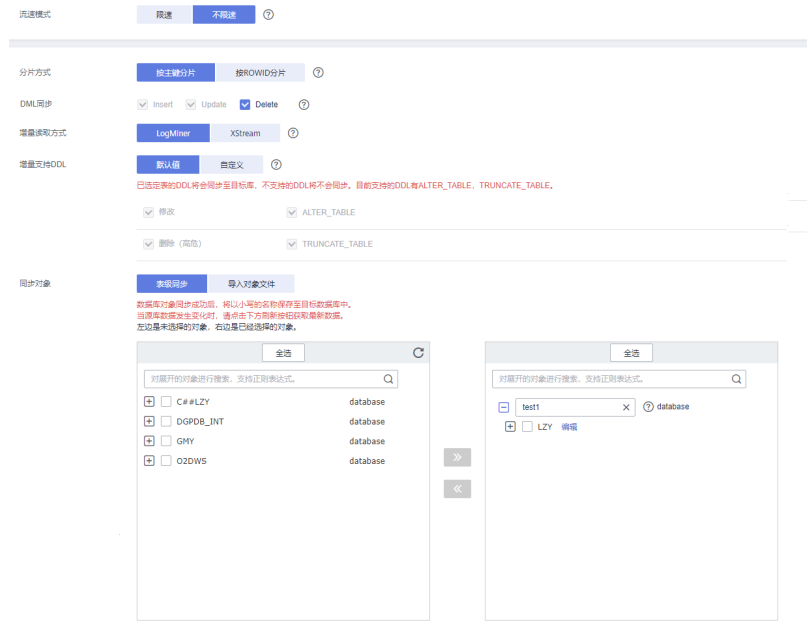 流速模式 限速 不限速
分片方式 按主键分片 按ROWID分片
DML同步 Insert Update Delete
增量读取方式 LogMiner XStream
增量支持DDL 默认值 自定义
已选定表的DDL将会同步至目标库，不支持的DDL将不会同步。目前支持的DDL有ALTER_TABLE，TRUNCATE_TABLE。
修改 ALTER_TABLE
删除（高危） TRUNCATE_TABLE
同步对象 表级同步 导入对象文件
数据库对象同步成功后，将以小写的名称保存至目标数据库中。
当源库数据发生变化时，请点击下方刷新按钮获取最新数据。
左边是未选择的对象，右边是已经选择的对象。
全选 全选
对展开的对象进行搜索，支持正则表达式。 对展开的对象进行搜索，支持正则表达式。
C##LZY database test1 database
DGPDB_INT database LZY 编辑
GMY database
O2DWS database